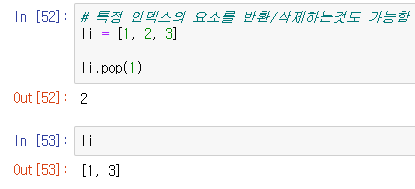 In [52]: # 특정 인덱스의 요소를 반환/삭제하는것도 가능함
li = [1, 2, 3]
li.pop(1)
Out[52]: 2
In [53]: li
Out[53]: [1, 3]